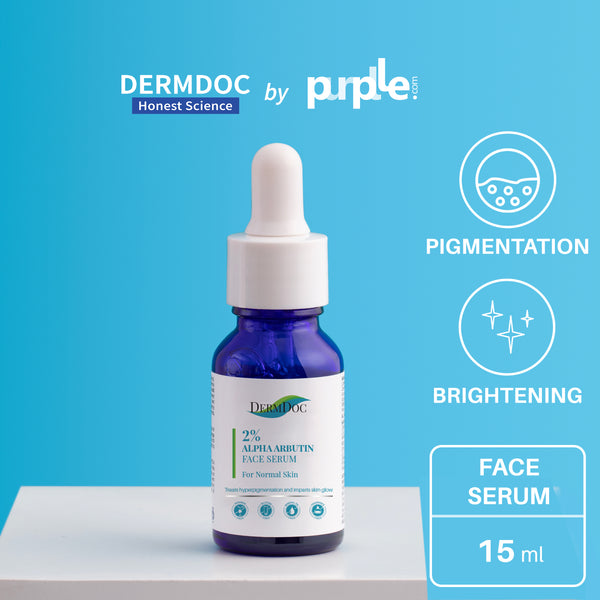 DERMDOC
Honest Science
by
purplle.com
PIGMENTATION
BRIGHTENING
DERMDOC
2%
ALPHA ARBUTIN
FACE SERUM
For Normal Skin
Treats hyperpigmentation and imparts skin glow
FACE
SERUM
15 ml